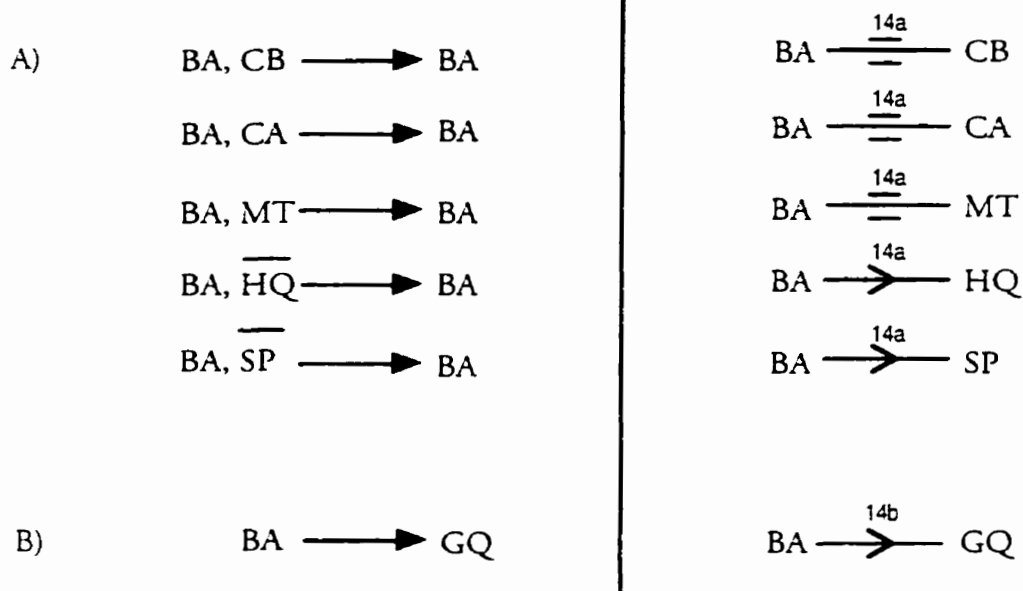 A) BA, CB BA 14a BA CB
BA, CA BA 14a BA CA
BA, MT BA 14a BA MT
BA, HQ BA 14a BA HQ
BA, SP BA 14a BA SP
B) BA GQ 14b BA GQ